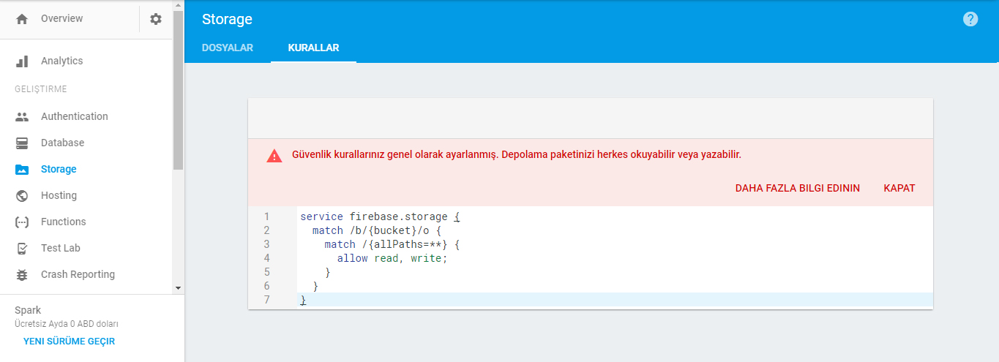 Overview
Analytics
GELIŞTIRME
Authentication
Database
Storage
Hosting
Functions
Test Lab
Crash Reporting
Spark
Ücretsiz Ayda 0 ABD doları
YENI SÜRÜME GEÇIR
Storage
DOSYALAR KURALLAR
Güvenlik kurallarınız genel olarak ayarlanmış. Depolama paketinizi herkes okuyabilir veya yazabilir.
DAHA FAZLA BILGI EDININ KAPAT
1 service firebase.storage {
2 match /b/{bucket}/o {
3 match /{allPaths=**} {
4 allow read, write;
5 }
6 }
7 }